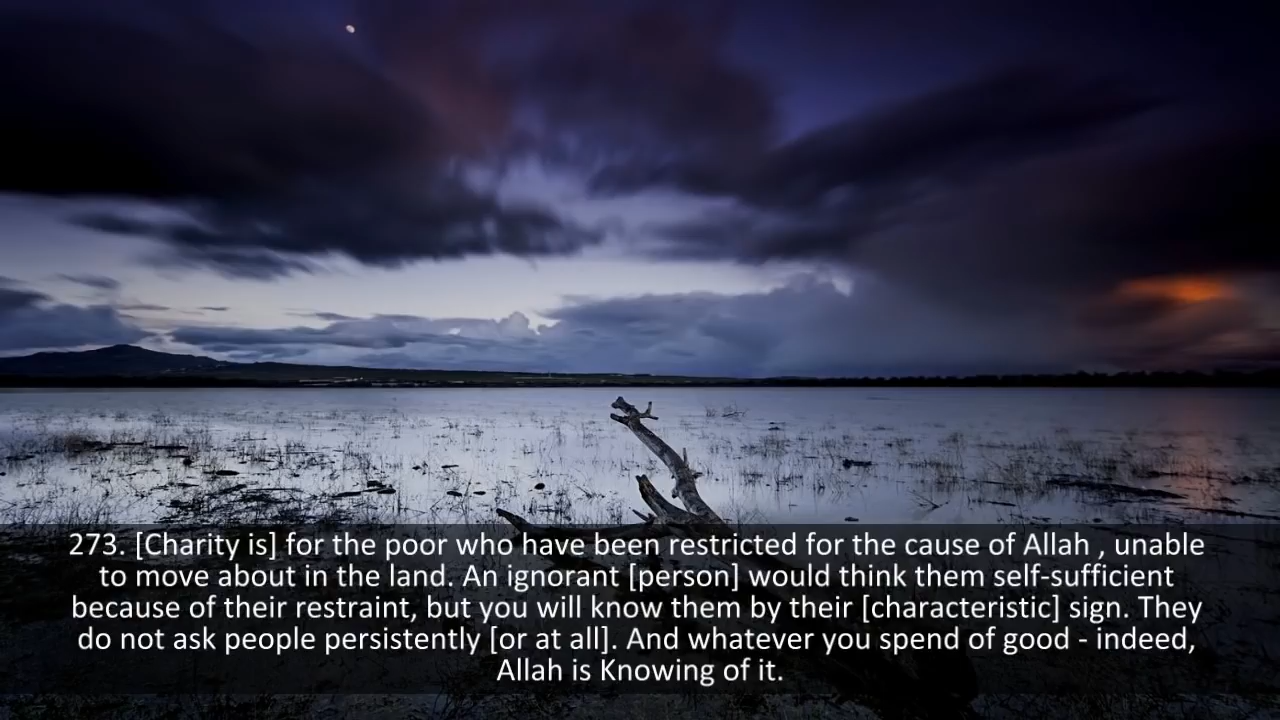 273. [Charity is] for the poor who have been restricted for the cause of Allah , unable
to move about in the land. An ignorant [person] would think them self-sufficient
because of their restraint, but you will know them by their [characteristic] sign. They
do not ask people persistently [or at all]. And whatever you spend of good - indeed,
Allah is Knowing of it.